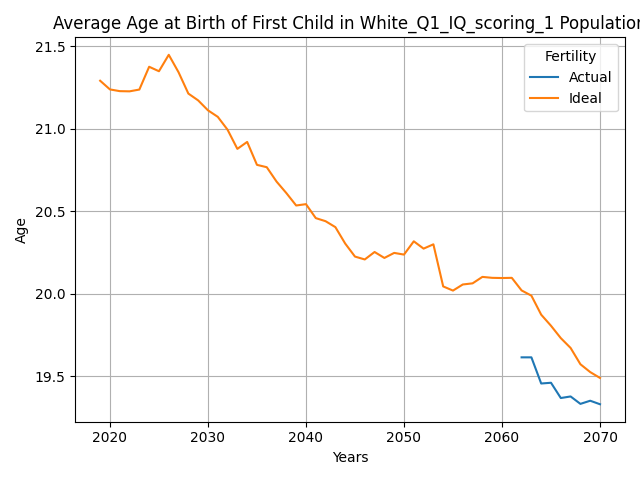 Average Age at Birth of First Child in White_Q1_IQ_scoring_1 Population
21.5
21.0
20.5
20.0
19.5
Age
Fertility
Actual
Ideal
2020 2030 2040 2050 2060 2070
Years